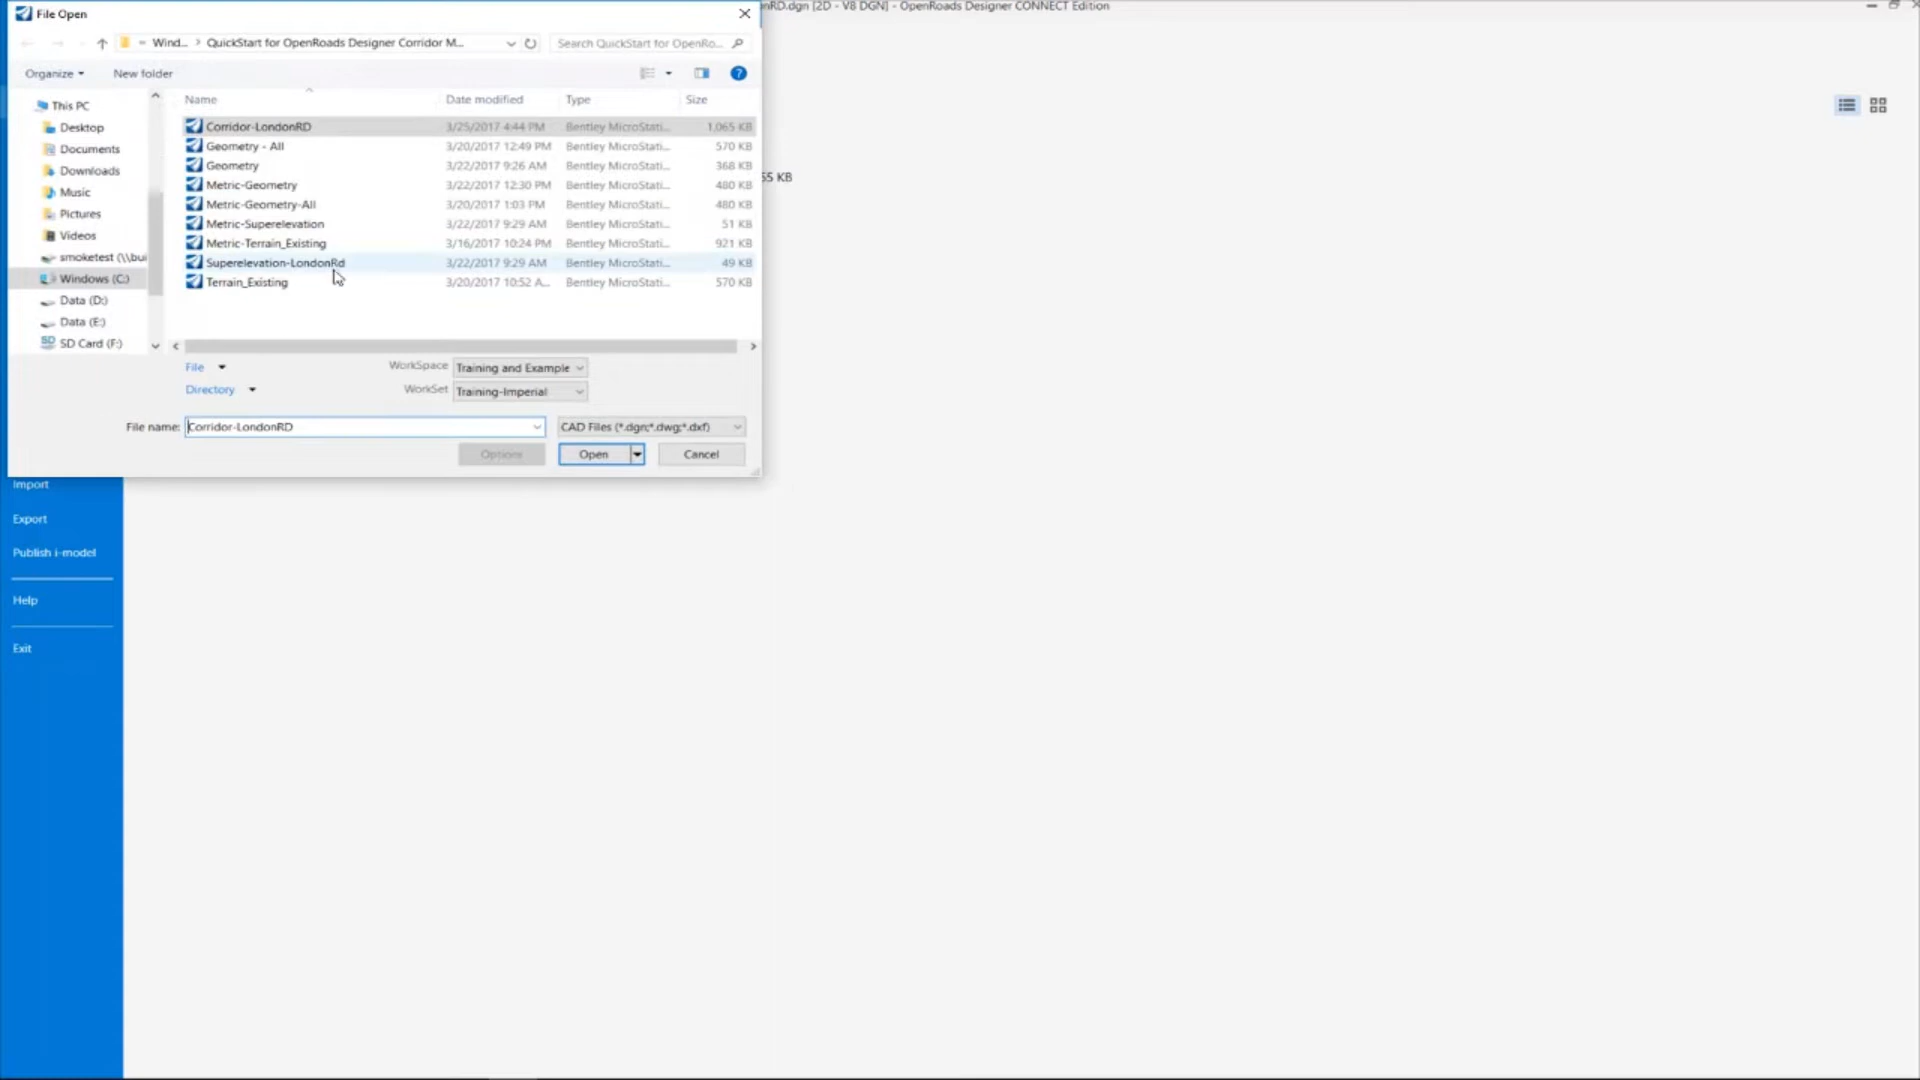 File Open
nRD.dgn [2D - V8 DGN] - OpenRoads Designer CONNECT Edition
« Wind... > QuickStart for OpenRoads Designer Corridor M...
Search QuickStart for OpenRo...
Organize
New folder
Name Date modified Type Size
Corridor-LondonRD 3/25/2017 4:44 PM Bentley MicroStati... 1,065 KB
Geometry - All 3/20/2017 12:49 PM Bentley MicroStati... 570 KB
Geometry 3/22/2017 9:26 AM Bentley MicroStati... 368 KB
Metric-Geometry 3/22/2017 12:30 PM Bentley MicroStati... 480 KB
Metric-Geometry-All 3/20/2017 1:03 PM Bentley MicroStati... 480 KB
Metric-Superelevation 3/22/2017 9:29 AM Bentley MicroStati... 51 KB
Metric-Terrain_Existing 3/16/2017 10:24 PM Bentley MicroStati... 921 KB
Superelevation-LondonRd 3/22/2017 9:29 AM Bentley MicroStati... 49 KB
Terrain_Existing 3/20/2017 10:52 A... Bentley MicroStati... 570 KB
This PC
Desktop
Documents
Downloads
Music
Pictures
Videos
smoketest (\\bui
Windows (C:)
Data (D:)
Data (E:)
SD Card (F:)
55 KB
File
WorkSpace Training and Example
Directory
WorkSet Training-Imperial
File name: Corridor-LondonRD
CAD Files (*.dgn;*.dwg;*.dxf)
Options
Open
Cancel
Import
Export
Publish i-model
Help
Exit